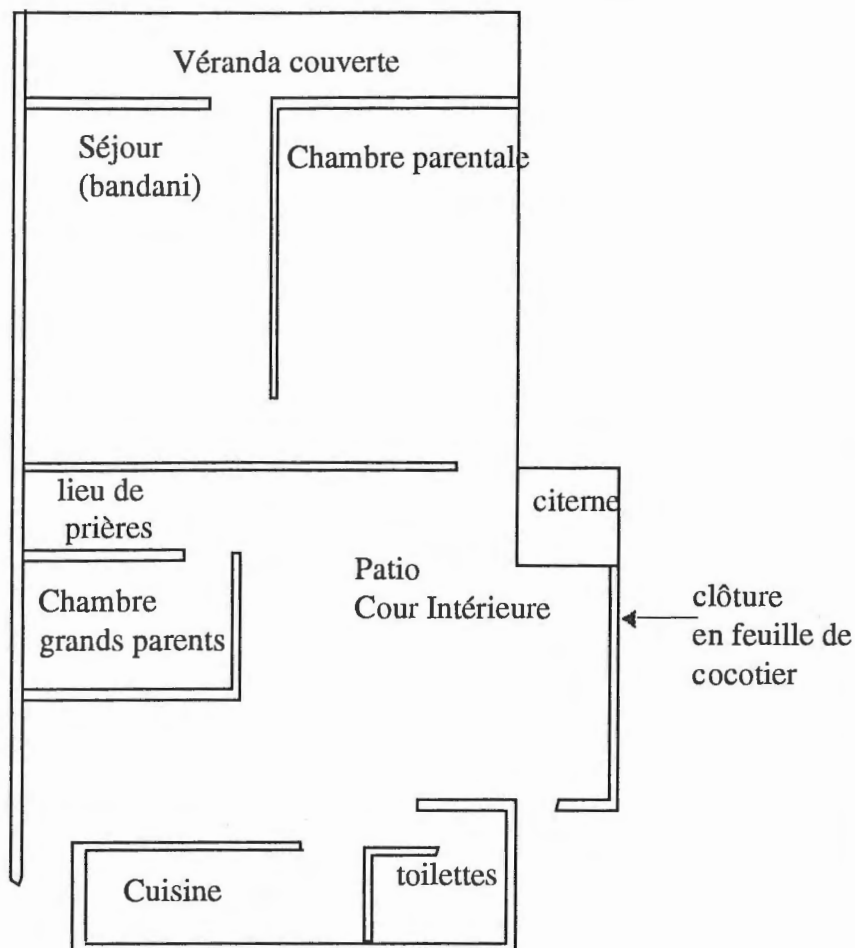 Véranda couverte
Séjour
(bandani)
Chambre parentale
lieu de
prières
citerne
Patio
Cour Intérieure
Chambre
grands parents
clôture
en feuille de
cocotier
Cuisine
toilettes